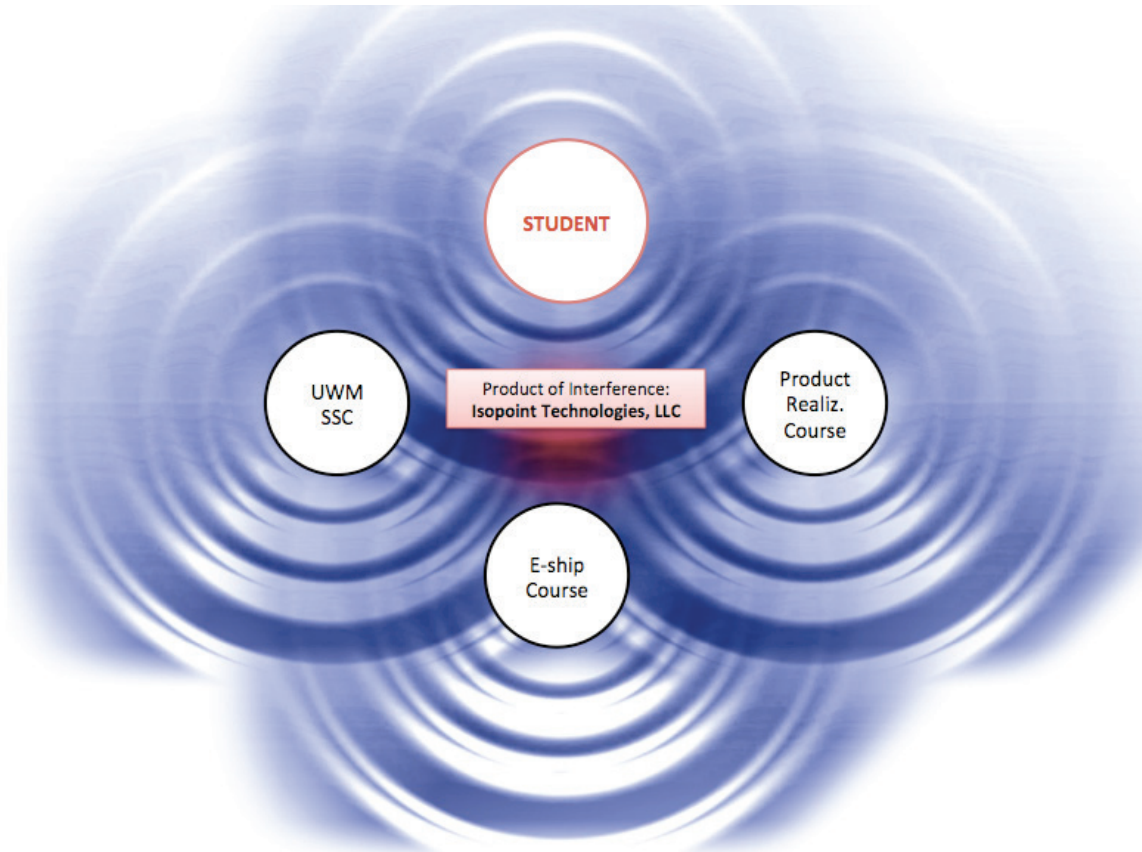 STUDENT
UWM
SSC
Product of Interference:
Isopoint Technologies, LLC
Product
Realiz.
Course
E-ship
Course